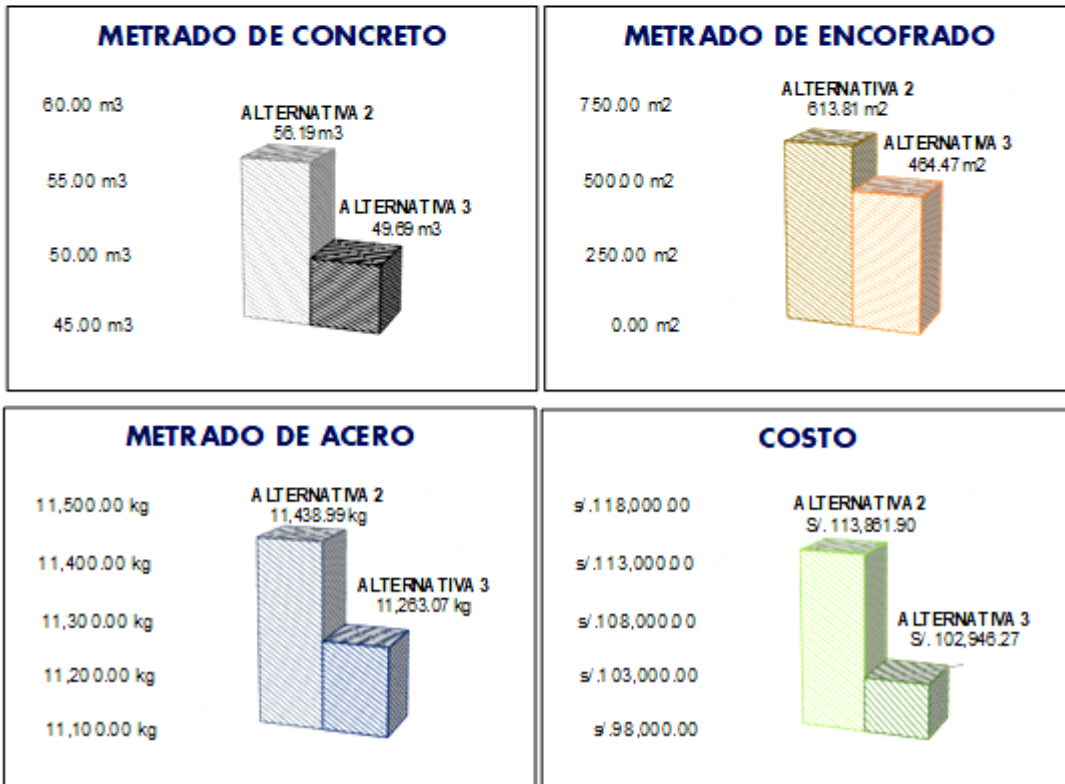 METRADO DE CONCRETO
60.00 m3
55.00 m3
50.00 m3
45.00 m3
ALTERNATIVA 2
56.19 m3
ALTERNATIVA 3
49.69 m3
METRADO DE ENCOFRADO
750.00 m2
500.00 m2
250.00 m2
0.00 m2
ALTERNATIVA 2
613.81 m2
ALTERNATIVA 3
464.47 m2
METRADO DE ACERO
11,500.00 kg
11,400.00 kg
11,300.00 kg
11,200.00 kg
11,100.00 kg
ALTERNATIVA 2
11,438.99 kg
ALTERNATIVA 3
11,263.07 kg
COSTO
s/.118,000.00
s/.113,000.00
s/.108,000.00
s/.103,000.00
s/.98,000.00
ALTERNATIVA 2
S/. 113,861.90
ALTERNATIVA 3
S/. 102,946.27